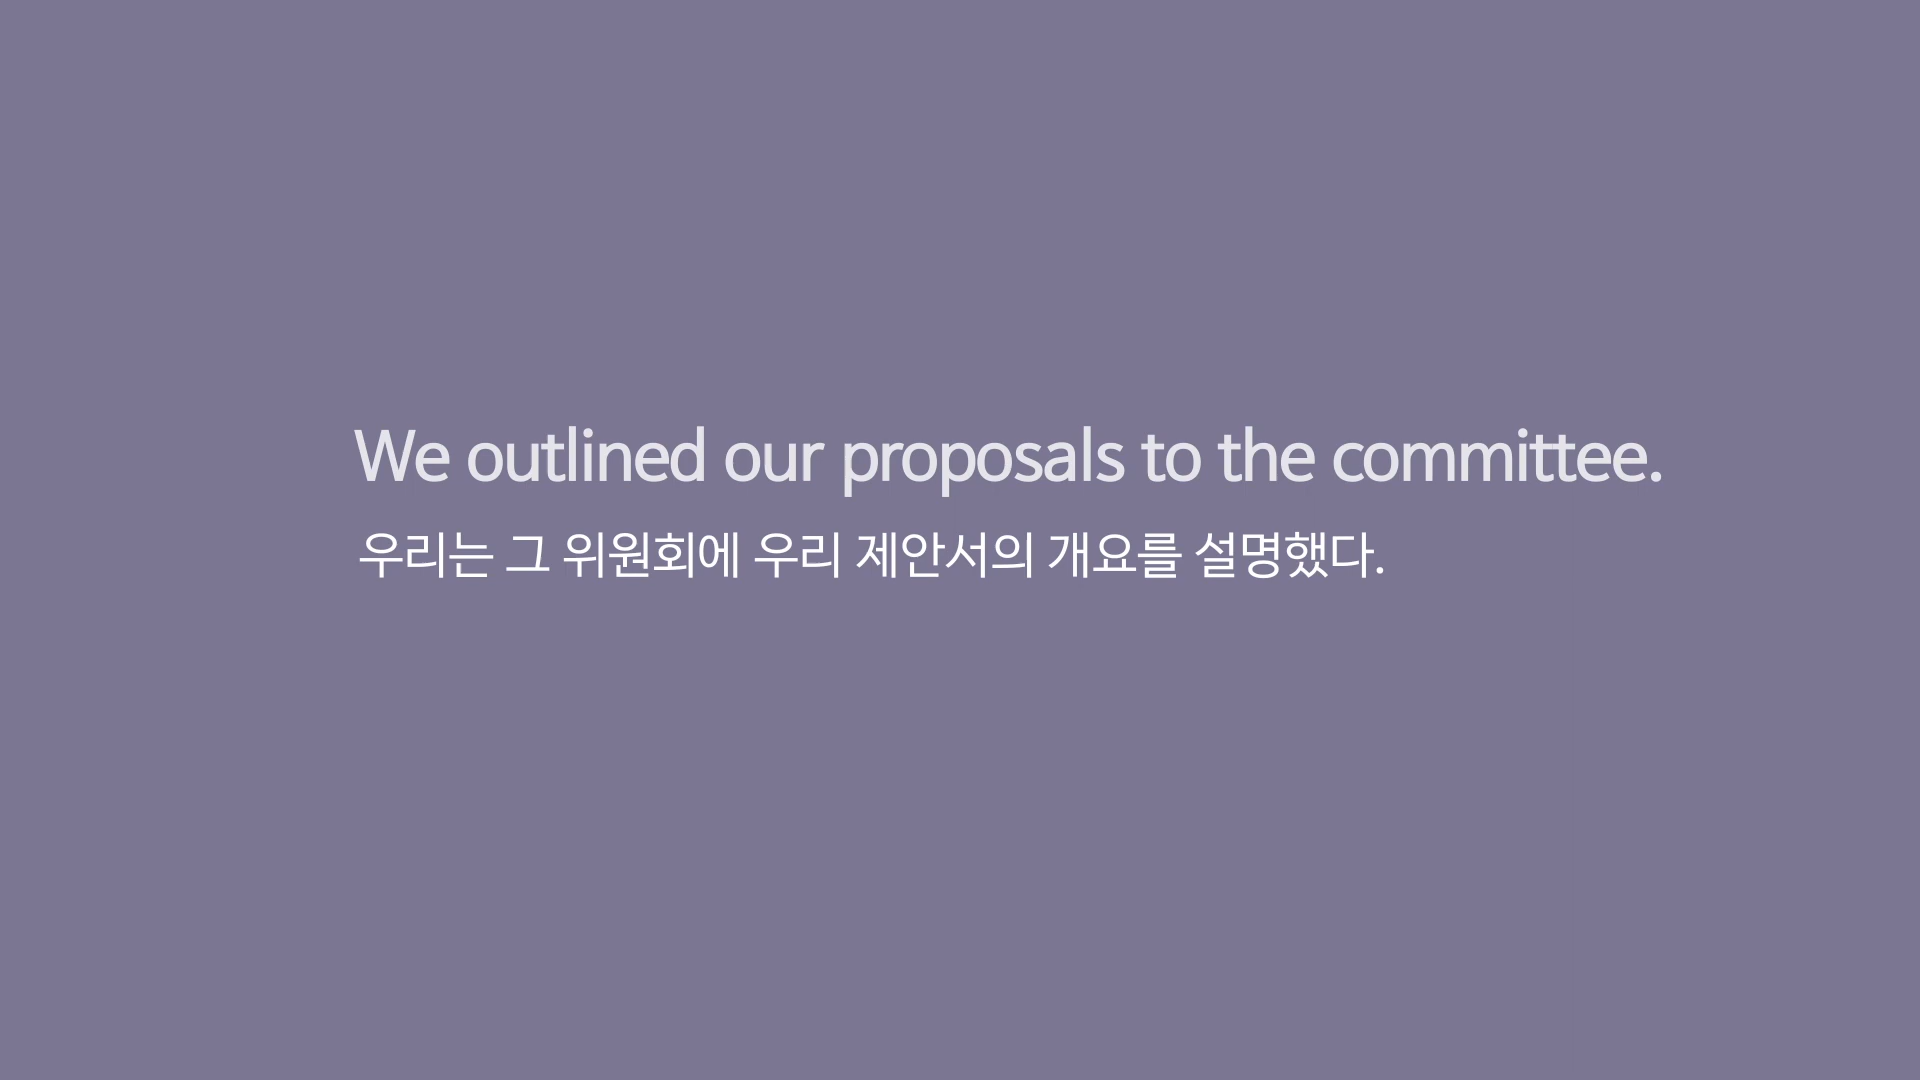 We outlined our proposals to the committee.
우리는 그 위원회에 우리 제안서의 개요를 설명했다.